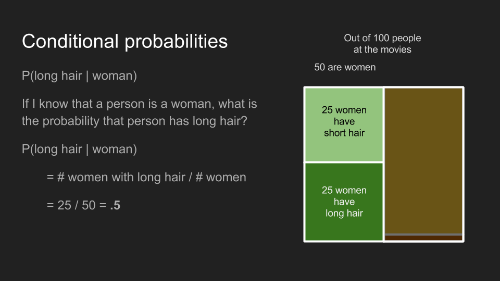 Conditional probabilities
P(long hair | woman)
If I know that a person is a woman, what is
the probability that person has long hair?
P(long hair | woman)
= # women with long hair / # women
= 25 / 50 = .5
Out of 100 people
at the movies
50 are women
25 women
have
short hair
25 women
have
long hair